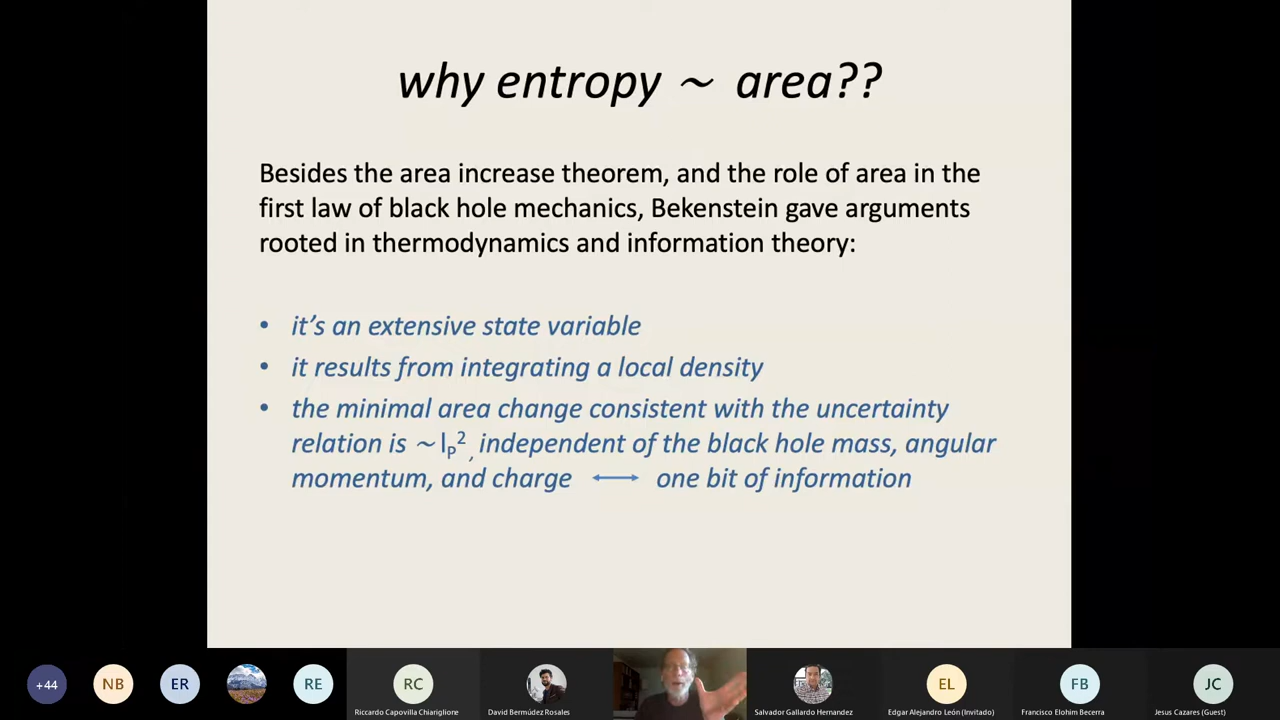 why entropy ~ area??
Besides the area increase theorem, and the role of area in the
first law of black hole mechanics, Bekenstein gave arguments
rooted in thermodynamics and information theory:
• it's an extensive state variable
• it results from integrating a local density
• the minimal area change consistent with the uncertainty
relation is ~ lP², independent of the black hole mass, angular
momentum, and charge ⟷ one bit of information
+44 NB ER RE RC EL FB JC
Riccardo Capovilla Chiariglione David Bermúdez Rosales Salvador Gallardo Hernandez Edgar Alejandro León (Invitado) Francisco Elohim Becerra Jesus Cazares (Guest)